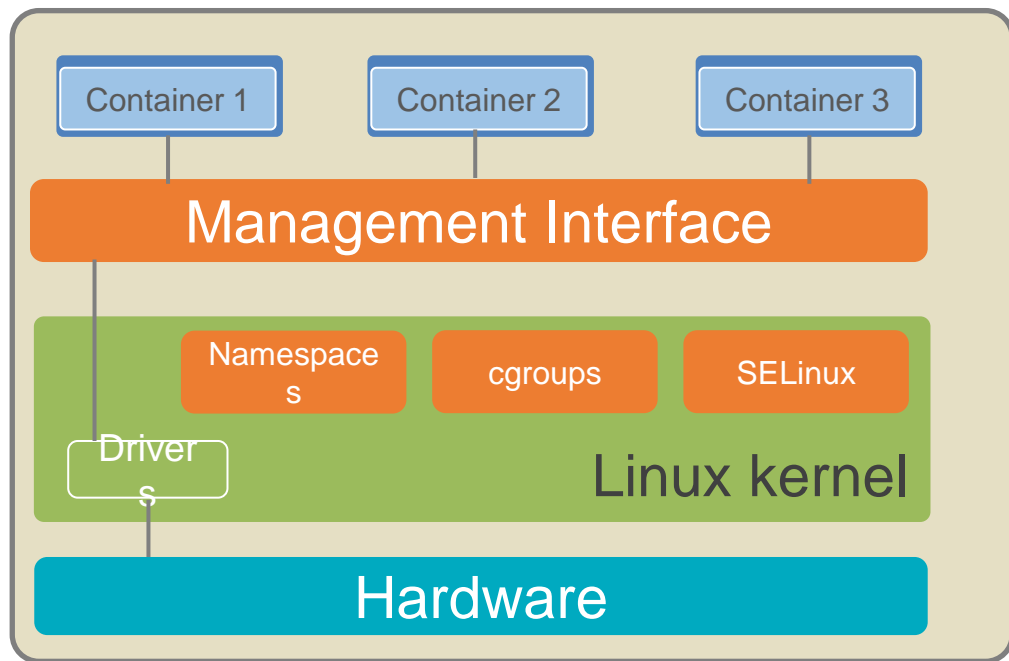 Container 1
Container 2
Container 3
Management Interface
Namespace
s
cgroups
SELinux
Driver
s
Linux kernel
Hardware